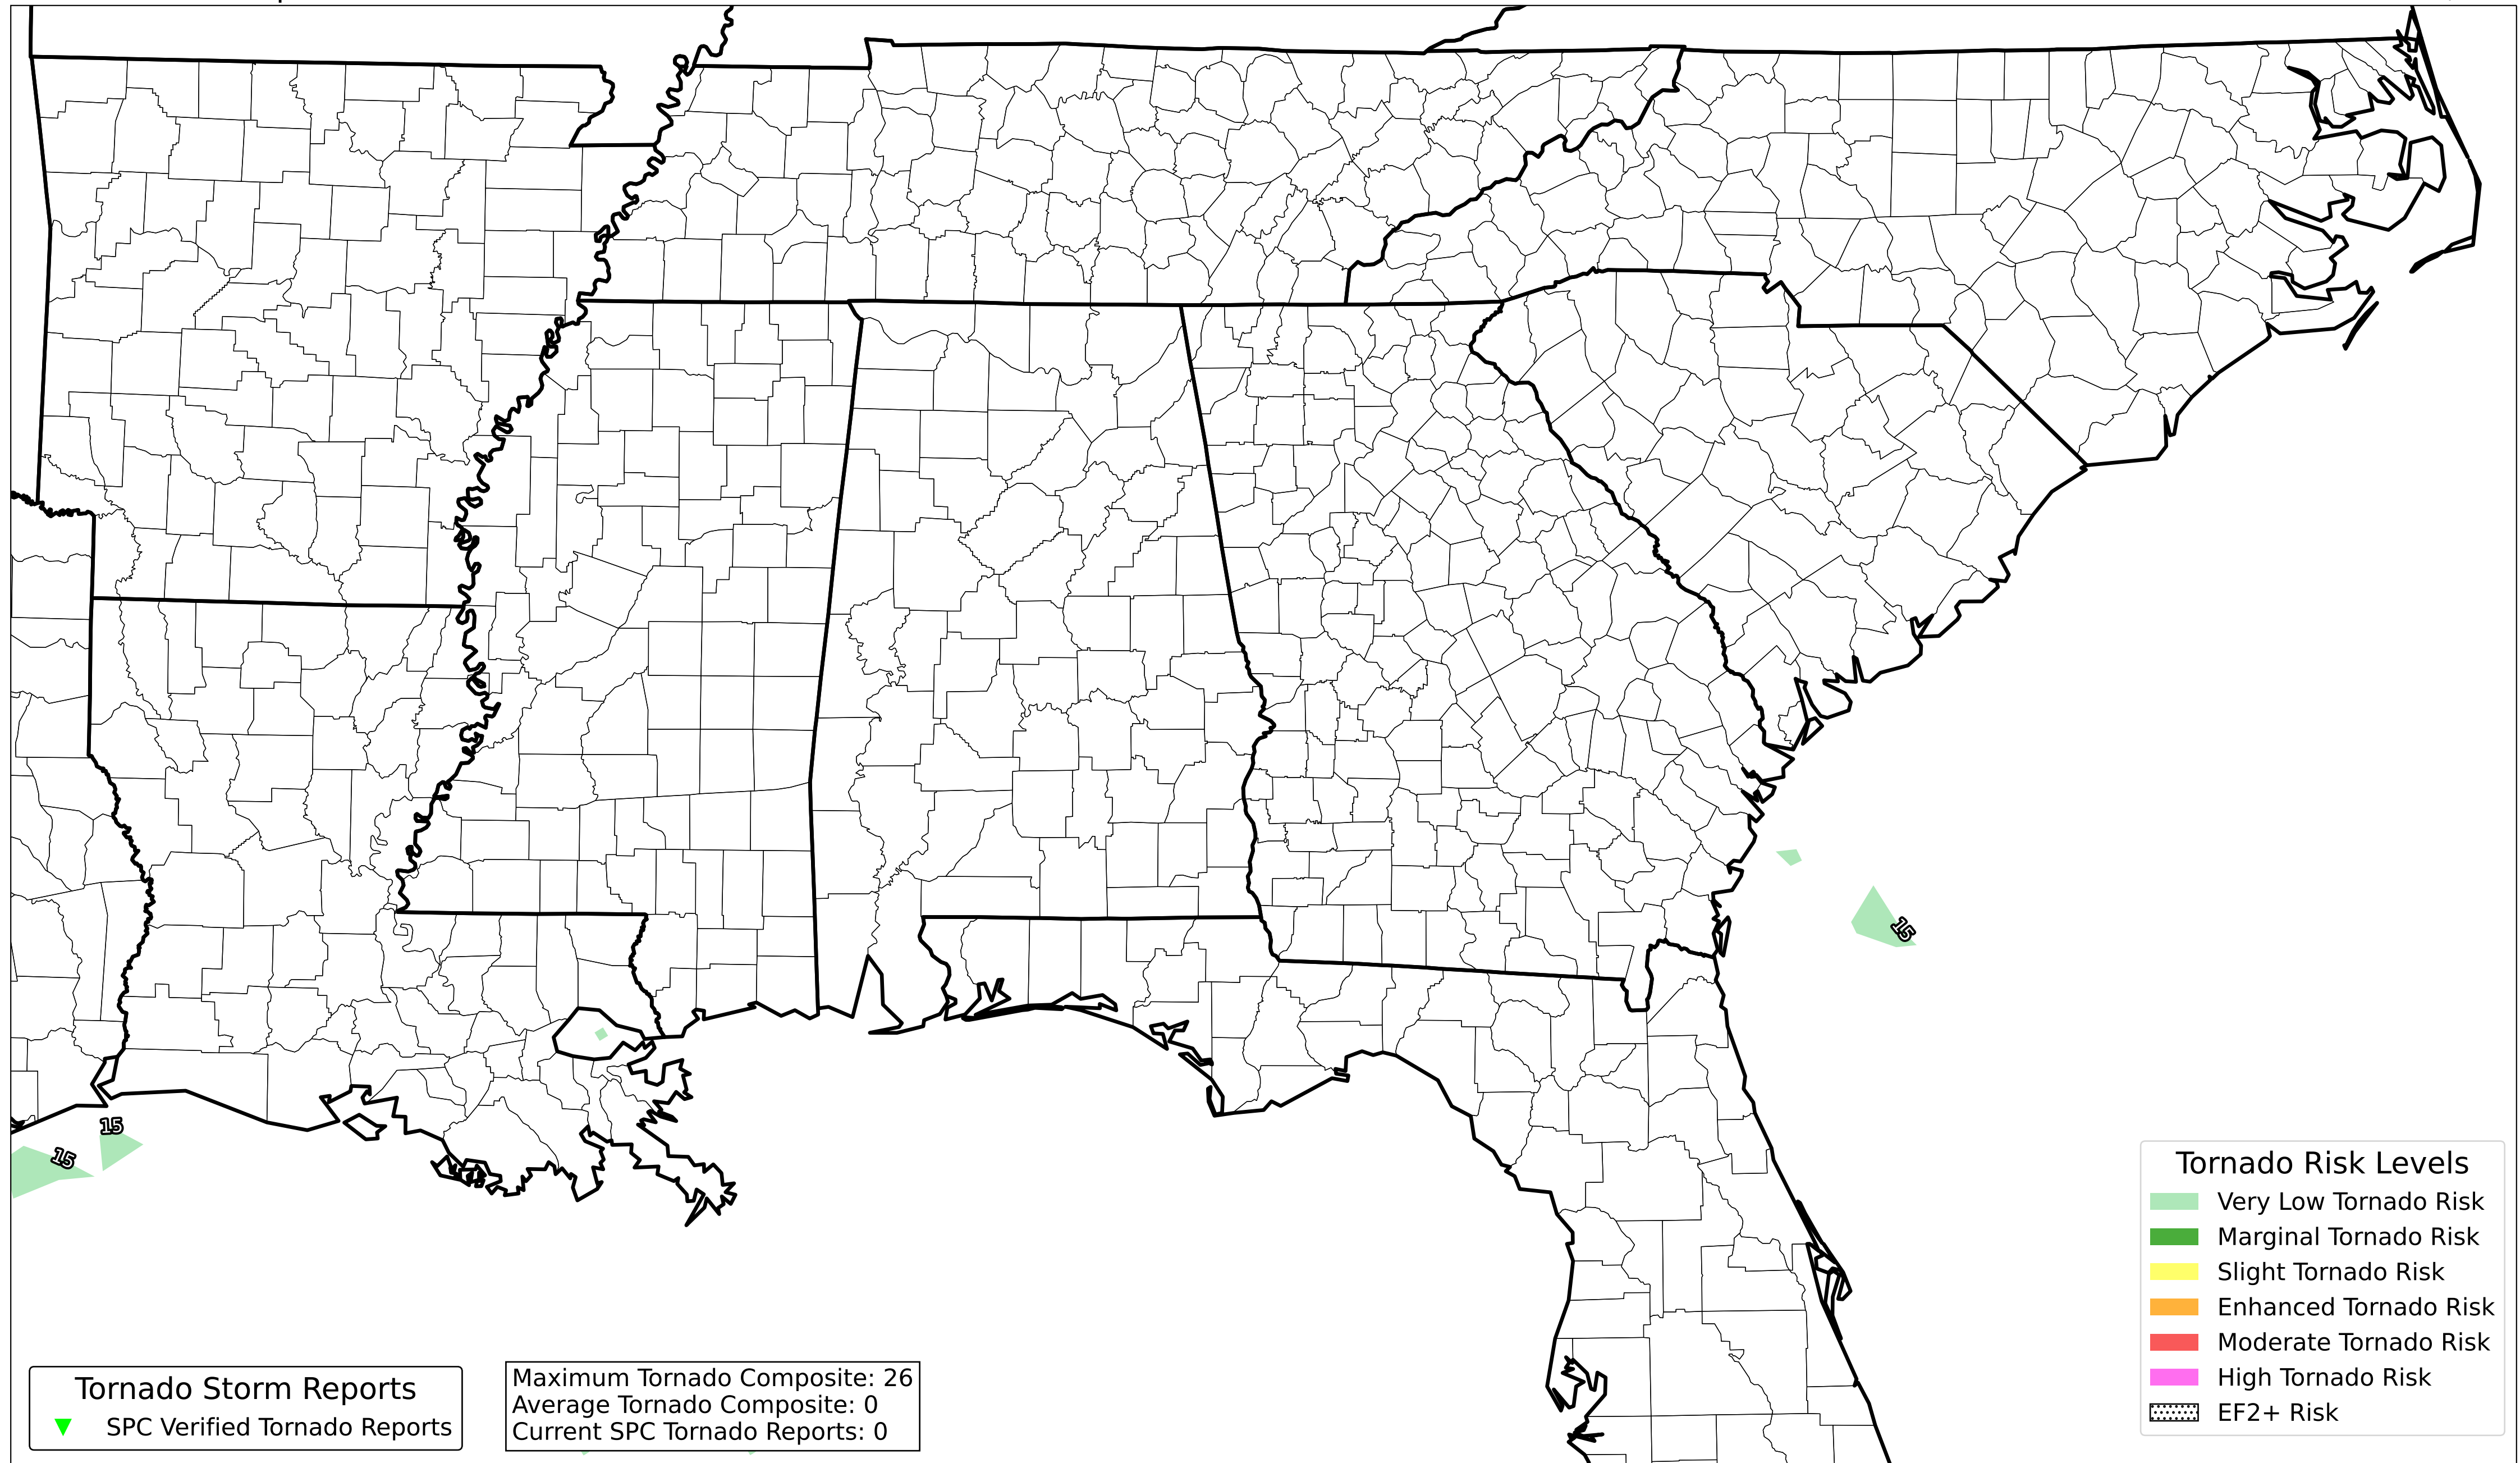 15
15
15
Tornado Storm Reports
SPC Verified Tornado Reports
Maximum Tornado Composite: 26
Average Tornado Composite: 0
Current SPC Tornado Reports: 0
Tornado Risk Levels
Very Low Tornado Risk
Marginal Tornado Risk
Slight Tornado Risk
Enhanced Tornado Risk
Moderate Tornado Risk
High Tornado Risk
EF2+ Risk